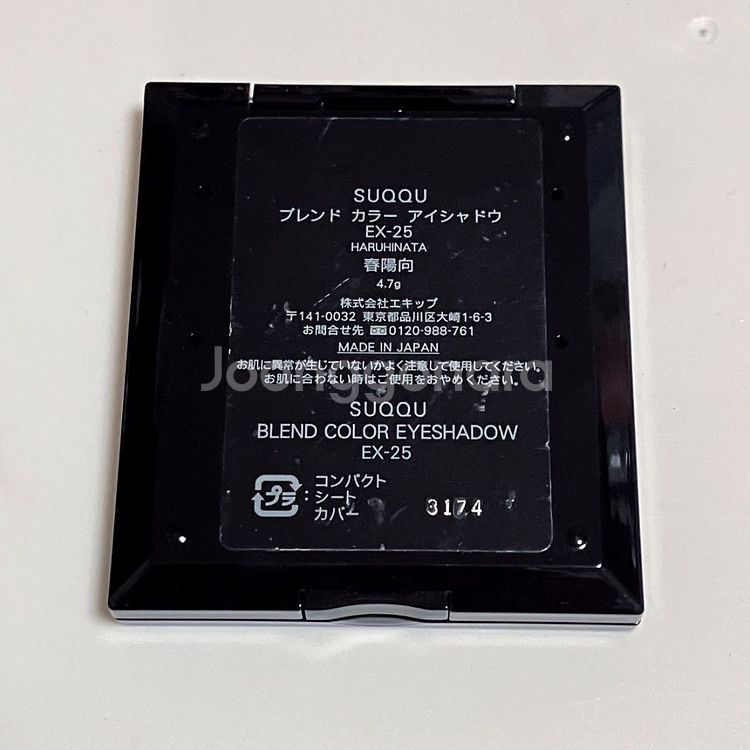 SUQQU
ブレンド カラー アイシャドウ
EX-25
HARUHINATA
春陽向
4.7g
株式会社エキップ
〒141-0032 東京都品川区大崎1-6-3
お問合せ先 0120-988-761
MADE IN JAPAN
お肌に異常が生じていないかよく注意して使用してください。
お肌に合わない時はご使用をおやめください。
Joonggonara
SUQQU
BLEND COLOR EYESHADOW
EX-25
プラ : コンパクト
シート
カバー
3174